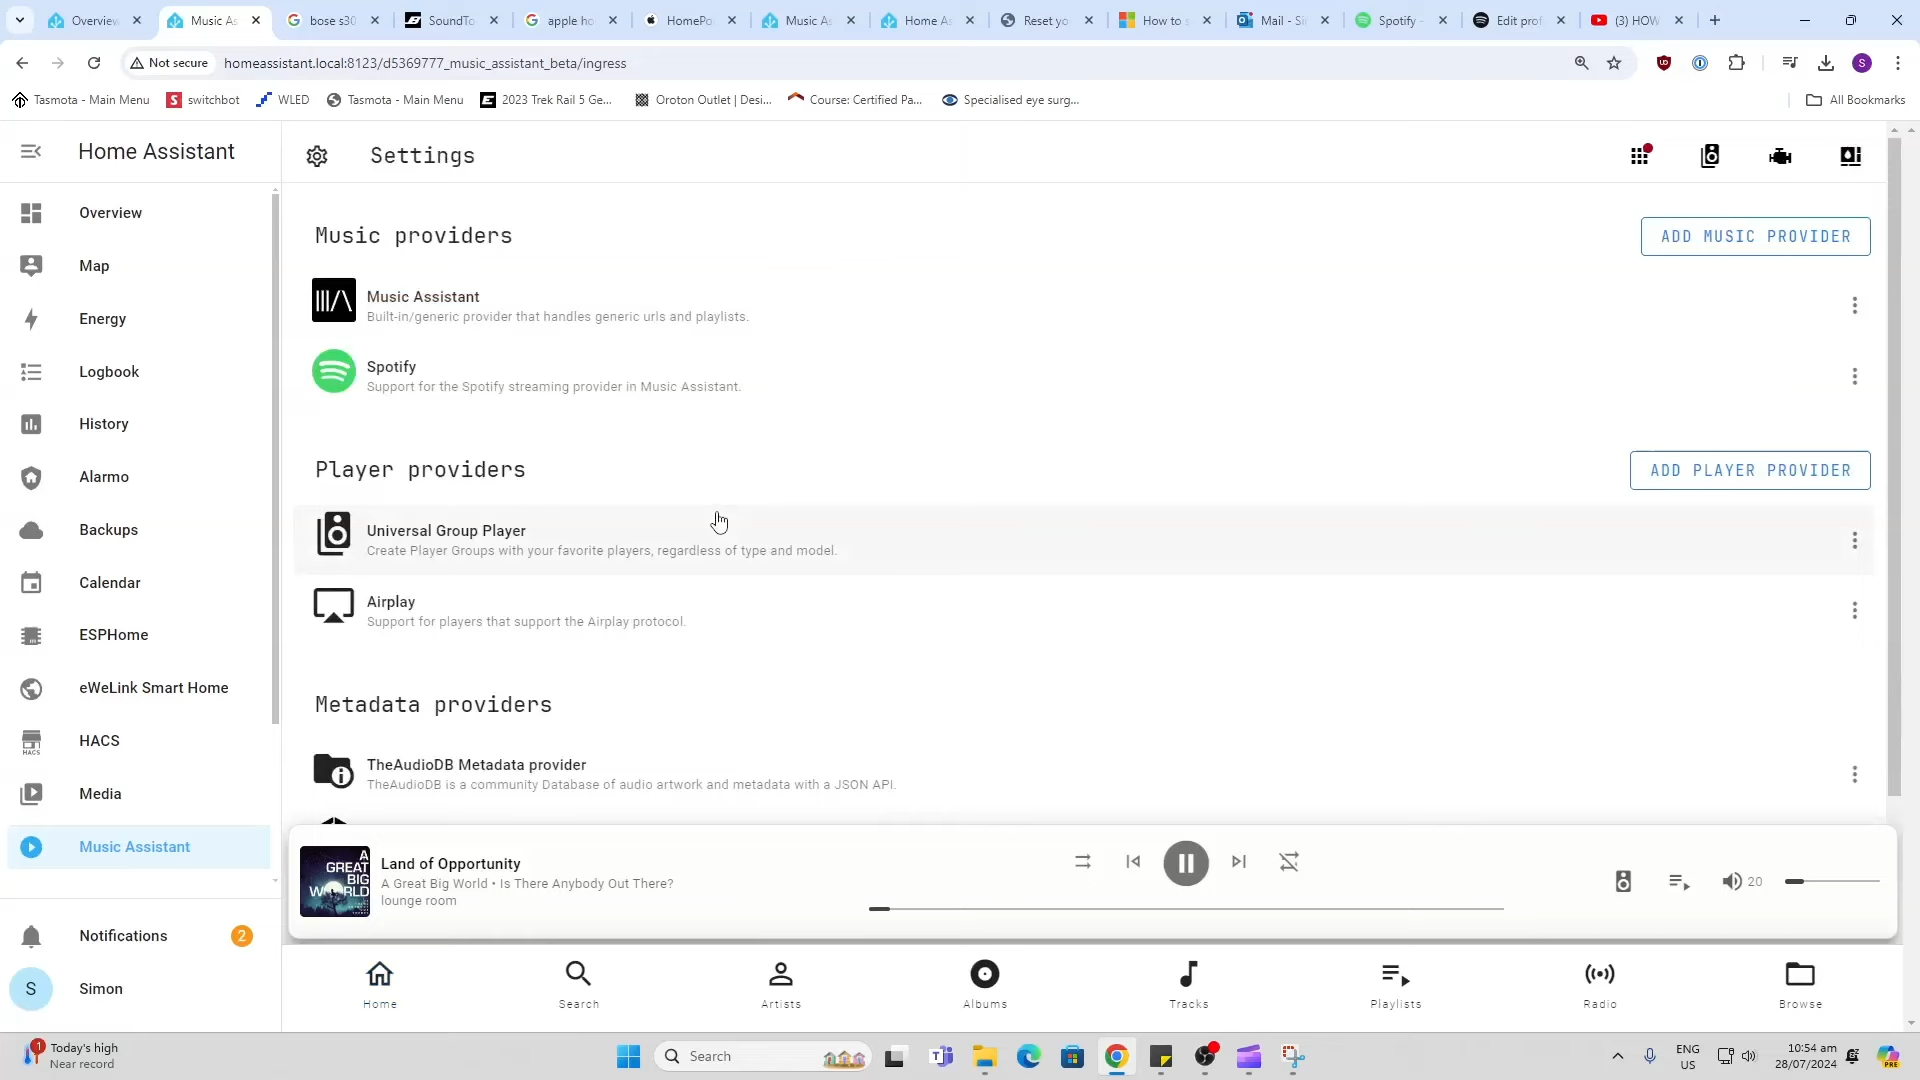 Overview
Music As
bose s30
SoundTo
apple ho
HomePo
Music As
Home As
Reset yo
How to s
Mail - Si
Spotify -
Edit prof
(3) HOW
Not secure
homeassistant.local:8123/d5369777_music_assistant_beta/ingress
S
Tasmota - Main Menu
switchbot
WLED
Tasmota - Main Menu
2023 Trek Rail 5 Ge...
Oroton Outlet | Desi...
Course: Certified Pa...
Specialised eye surg...
All Bookmarks
Home Assistant
Settings
Overview
Map
Energy
Logbook
History
Alarmo
Backups
Calendar
ESPHome
eWeLink Smart Home
HACS
HACS
Media
Music Assistant
Notifications
2
S
Simon
Music providers
ADD MUSIC PROVIDER
Music Assistant
Built-in/generic provider that handles generic urls and playlists.
Spotify
Support for the Spotify streaming provider in Music Assistant.
Player providers
ADD PLAYER PROVIDER
Universal Group Player
Create Player Groups with your favorite players, regardless of type and model.
Airplay
Support for players that support the Airplay protocol.
Metadata providers
TheAudioDB Metadata provider
TheAudioDB is a community Database of audio artwork and metadata with a JSON API.
A
GREAT
BIG
WORLD
Land of Opportunity
A Great Big World • Is There Anybody Out There?
lounge room
20
Home
Search
Artists
Albums
Tracks
Playlists
Radio
Browse
1
Today's high
Near record
Search
ENG
US
10:54 am
28/07/2024
PRE